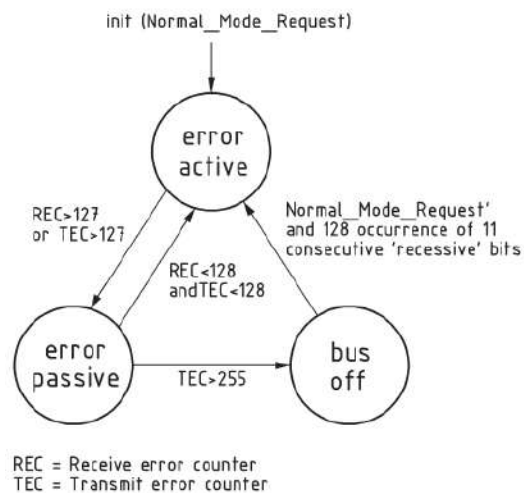 init (Normal_Mode_Request)
error
active
REC>127
or TEC>127
Normal_Mode_Request'
and 128 occurrence of 11
consecutive 'recessive' bits
REC<128
andTEC<128
error
passive
bus
off
TEC>255
REC = Receive error counter
TEC = Transmit error counter